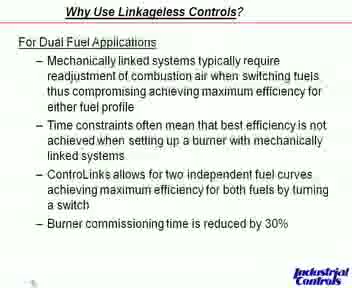 Why Use Linkageless Controls?
For Dual Fuel Applications
– Mechanically linked systems typically require
readjustment of combustion air when switching fuels
thus compromising achieving maximum efficiency for
either fuel profile
– Time constraints often mean that best efficiency is not
achieved when setting up a burner with mechanically
linked systems
– ControLinks allows for two independent fuel curves
achieving maximum efficiency for both fuels by turning
a switch
– Burner commissioning time is reduced by 30%
Industrial
Controls